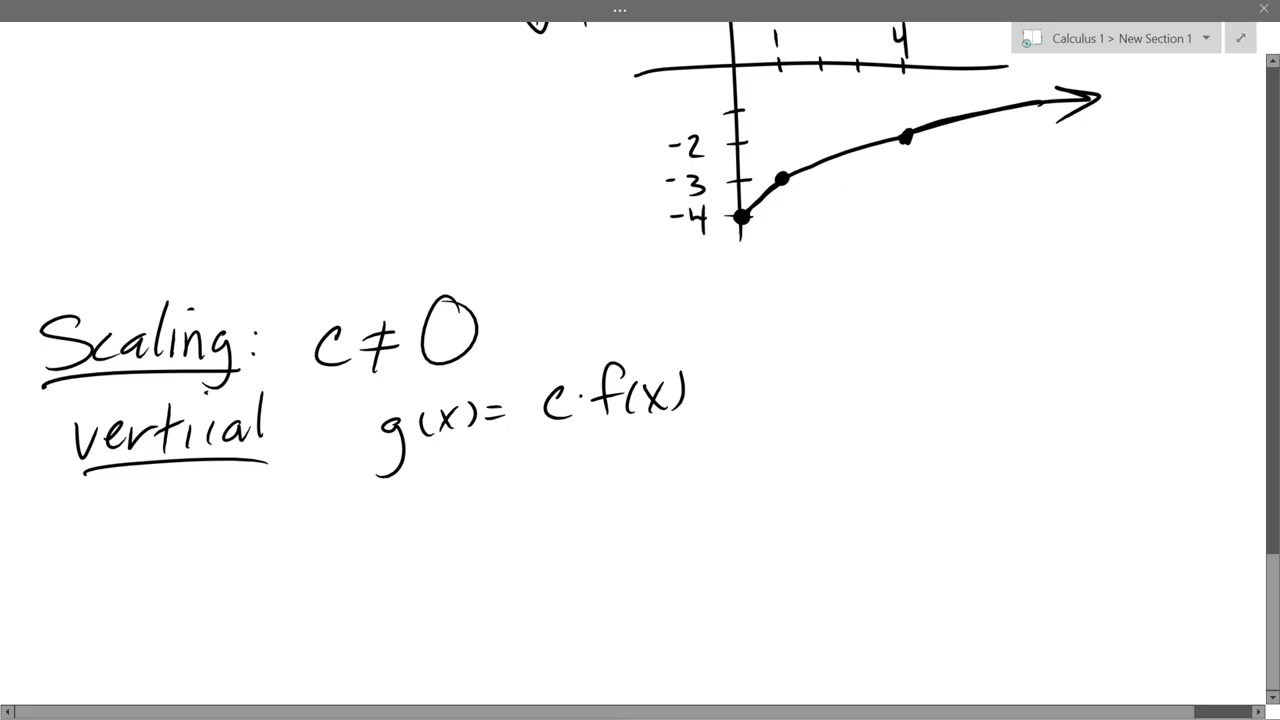 ...
Calculus 1 > New Section 1
1 4
-2
-3
-4
Scaling: c ≠ 0
vertiial g(x) = c·f(x)